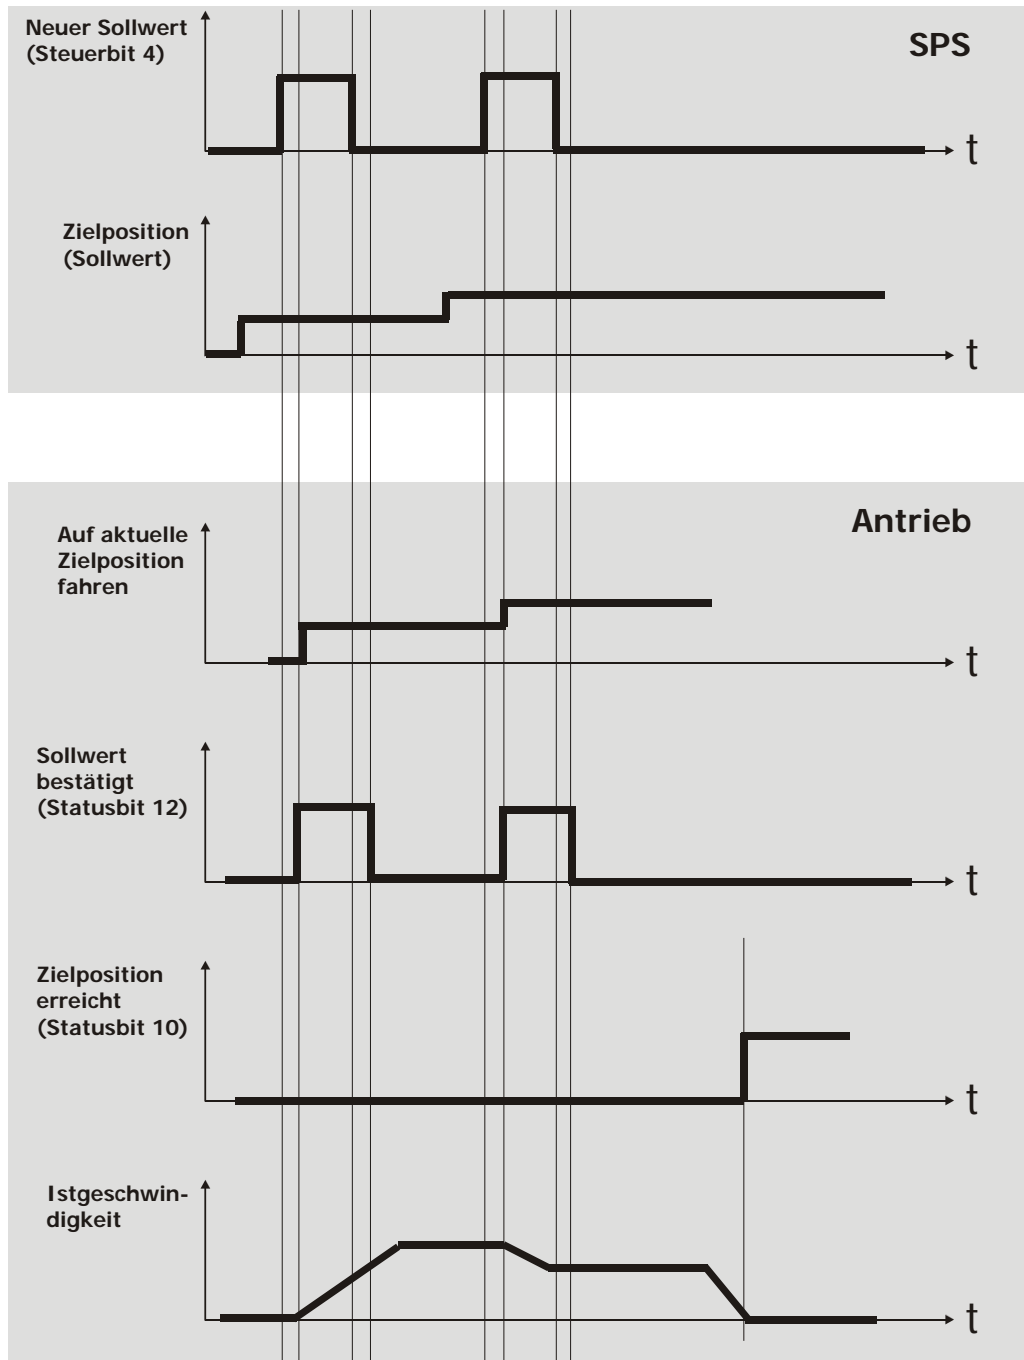 Neuer Sollwert
(Steuerbit 4)
SPS
t
Zielposition
(Sollwert)
t
Antrieb
Auf aktuelle
Zielposition
fahren
t
Sollwert
bestätigt
(Statusbit 12)
t
Zielposition
erreicht
(Statusbit 10)
t
Istgeschwin-
digkeit
t